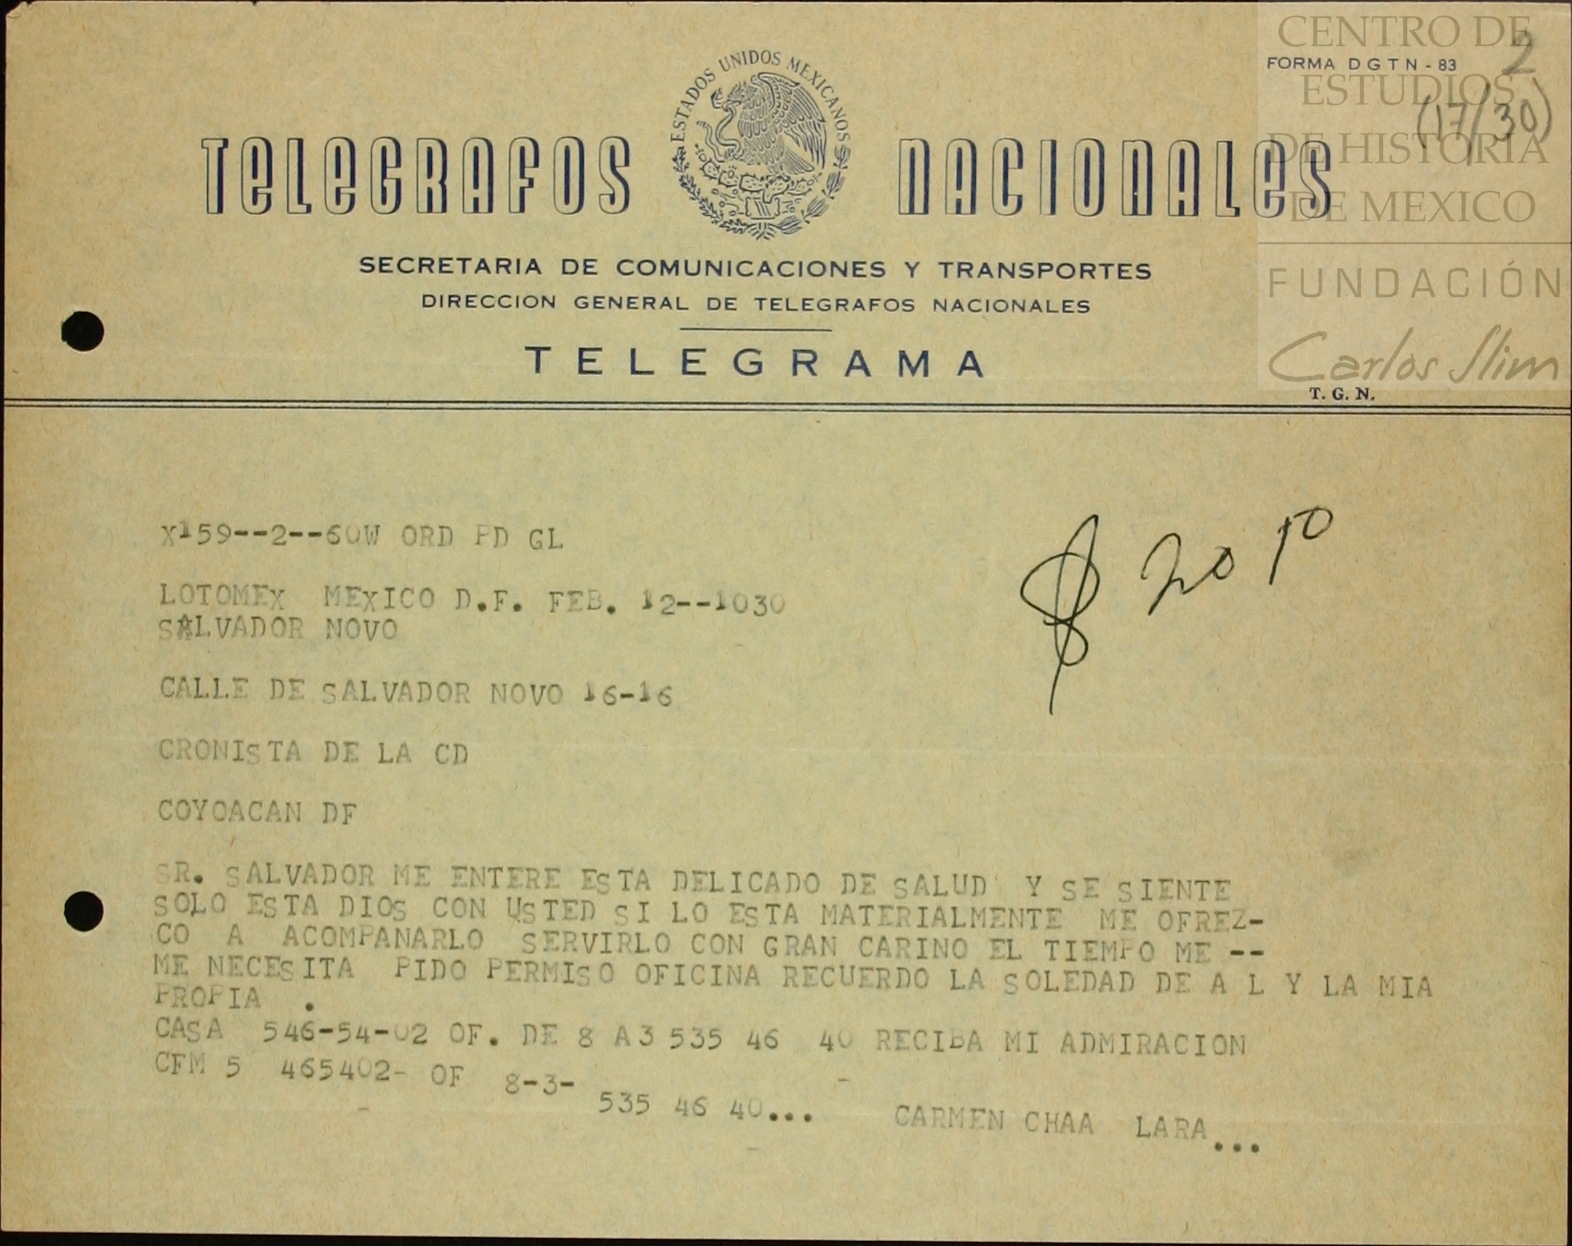 CENTRO DE
ESTUDIOS
DE HISTORIA
DE MEXICO
FUNDACIÓN
Carlos Slim
FORMA D G T N - 83
2
(17/30)
ESTADOS UNIDOS MEXICANOS
TELEGRAFOS NACIONALES
SECRETARIA DE COMUNICACIONES Y TRANSPORTES
DIRECCION GENERAL DE TELEGRAFOS NACIONALES
TELEGRAMA
T. G. N.
X159--2--60W ORD PD GL
LOTOMEX MEXICO D.F. FEB. 12--1030
SALVADOR NOVO
20 10
CALLE DE SALVADOR NOVO 16-16
CRONISTA DE LA CD
COYOACAN DF
SR. SALVADOR ME ENTERE ESTA DELICADO DE SALUD Y SE SIENTE
SOLO ESTA DIOS CON USTED SI LO ESTA MATERIALMENTE ME OFREZ-
CO A ACOMPANARLO SERVIRLO CON GRAN CARINO EL TIEMPO ME --
ME NECESITA PIDO PERMISO OFICINA RECUERDO LA SOLEDAD DE A L Y LA MIA
PROPIA .
CASA 546-54-02 OF. DE 8 A3 535 46 40 RECIBA MI ADMIRACION
CFM 5 465402- OF 8-3-
535 46 40... CARMEN CHAA LARA...